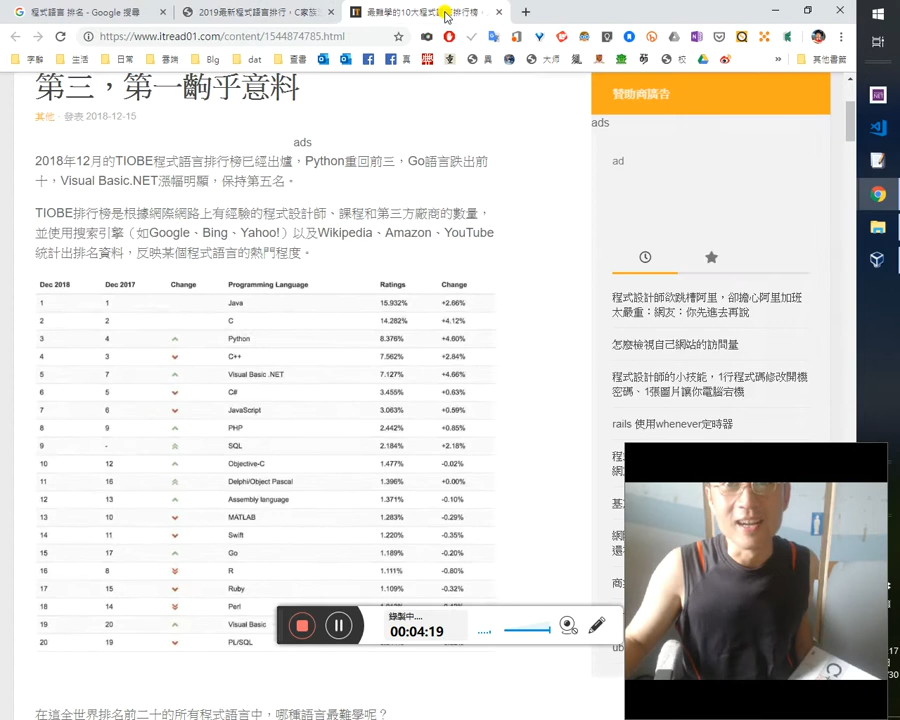 程式語言 排名 - Google 搜尋
2019最新程式語言排行，C家族
最難學的10大程式語言排行榜，
https://www.itread01.com/content/1544874785.html
字驗
生活
日常
雲端
Blg
dat
查書
真
異
大師
校
其他書籤
第三，第一
乎意料
其他 · 發表 2018-12-15
ads
2018年12月的TIOBE程式語言排行榜已經出爐，Python重回前三，Go語言跌出前
十，Visual Basic.NET漲幅明顯，保持第五名。
TIOBE排行榜是根據網際網路上有經驗的程式設計師、課程和第三方廠商的數量，
並使用搜索引擎（如Google、Bing、Yahoo!）以及Wikipedia、Amazon、YouTube
統計出排名資料，反映某個程式語言的熱門程度。
Dec 2018 Dec 2017 Change Programming Language Ratings Change
1 1 Java 15.932% +2.66%
2 2 C 14.282% +4.12%
3 4 Python 8.376% +4.60%
4 3 C++ 7.562% +2.84%
5 7 Visual Basic .NET 7.127% +4.66%
6 5 C# 3.455% +0.63%
7 6 JavaScript 3.063% +0.59%
8 9 PHP 2.442% +0.85%
9 - SQL 2.184% +2.18%
10 12 Objective-C 1.477% -0.02%
11 16 Delphi/Object Pascal 1.396% +0.00%
12 13 Assembly language 1.371% -0.10%
13 10 MATLAB 1.283% -0.29%
14 11 Swift 1.220% -0.35%
15 17 Go 1.189% -0.20%
16 8 R 1.111% -0.80%
17 15 Ruby 1.109% -0.32%
18 14 Perl
19 20 Visual Basic
20 19 PL/SQL
在這全世界排名前二十的所有程式語言中，哪種語言最難學呢？
贊助商廣告
ads
ad
程式設計師欲跳槽阿里，卻擔心阿里加班
太嚴重：網友：你先進去再說
怎麼檢視自己網站的訪問量
程式設計師的小技能，1行程式碼修改開機
密碼、1張圖片讓你電腦宕機
rails 使用whenever定時器
錄製中....
00:04:19